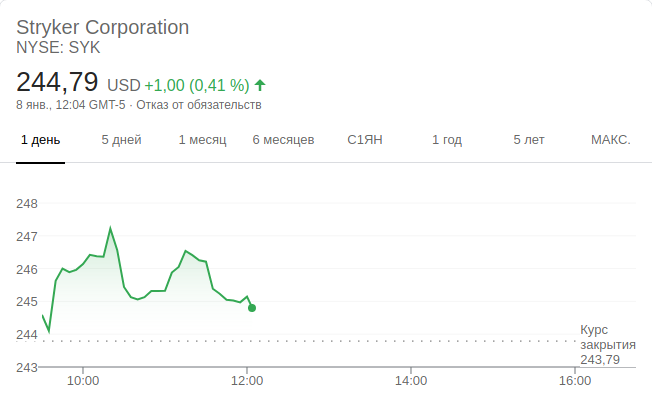 Stryker Corporation
NYSE: SYK
244,79 USD +1,00 (0,41 %)
8 янв., 12:04 GMT-5 · Отказ от обязательств
1 день 5 дней 1 месяц 6 месяцев С1ЯН 1 год 5 лет МАКС.
248
247
246
245
244
243
Курс
закрытия
243,79
10:00 12:00 14:00 16:00